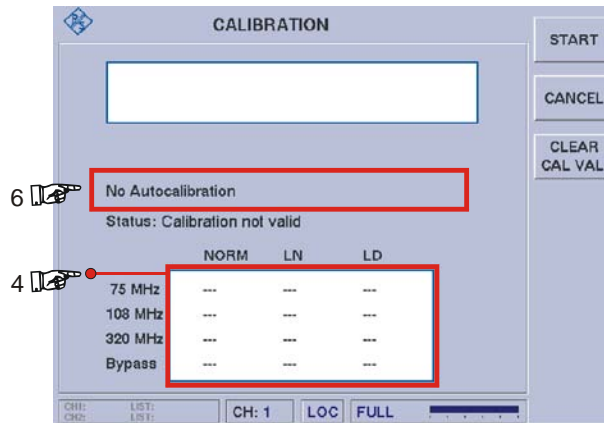 CALIBRATION
START
CANCEL
CLEAR
CAL VAL
6
No Autocalibration
Status: Calibration not valid
NORM LN LD
4
75 MHz --- --- ---
108 MHz --- --- ---
320 MHz --- --- ---
Bypass --- --- ---
CH1: LIST:
CH2: LIST:
CH: 1 LOC FULL